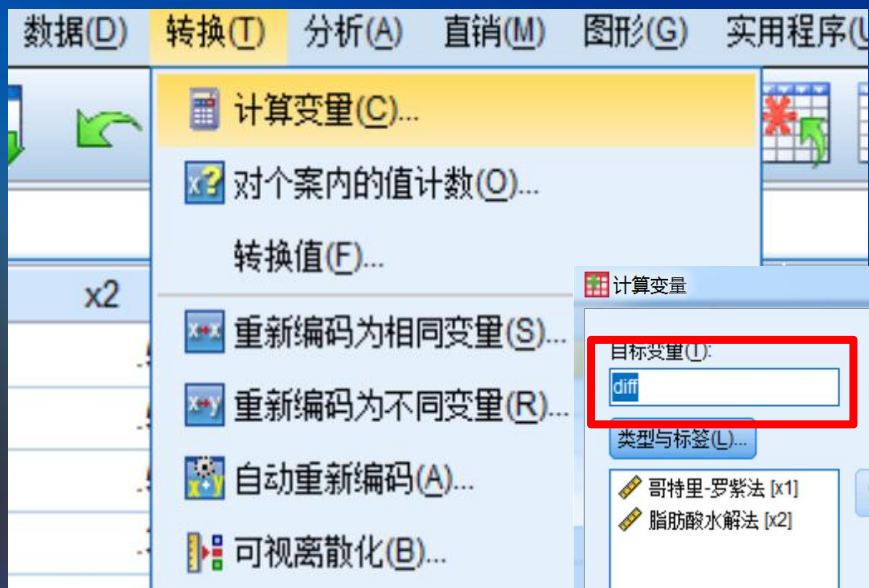 数据(D) 转换(T) 分析(A) 直销(M) 图形(G) 实用程序(U
计算变量(C)...
对个案内的值计数(O)...
转换值(F)...
x2
计算变量
重新编码为相同变量(S)...
目标变量(T):
diff
重新编码为不同变量(R)...
类型与标签(L)...
自动重新编码(A)...
哥特里-罗紫法 [x1]
脂肪酸水解法 [x2]
可视离散化(B)...